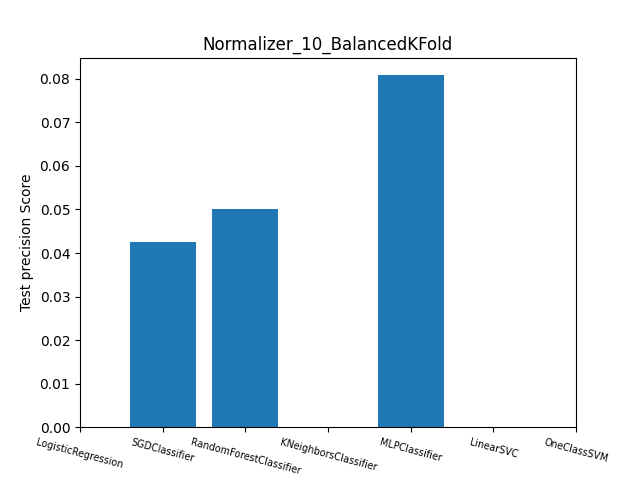 Normalizer_10_BalancedKFold
Test precision Score
0.08
0.07
0.06
0.05
0.04
0.03
0.02
0.01
0.00
LogisticRegression
SGDClassifier
RandomForestClassifier
KNeighborsClassifier
MLPClassifier
LinearSVC
OneClassSVM